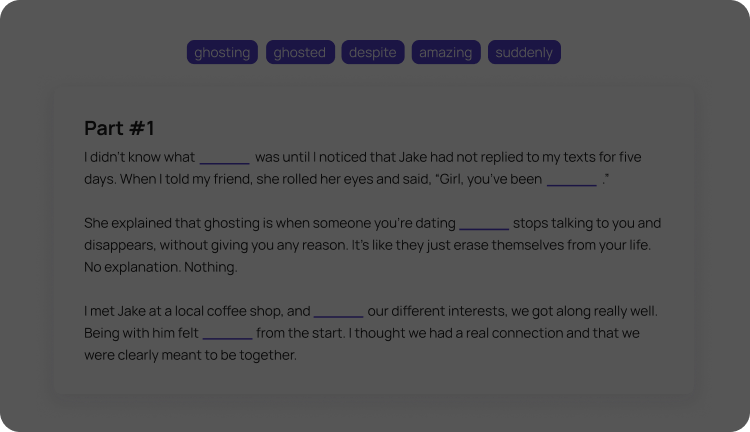 ghosting ghosted despite amazing suddenly
Part #1
I didn't know what ______ was until I noticed that Jake had not replied to my texts for five
days. When I told my friend, she rolled her eyes and said, “Girl, you've been ______ .”
She explained that ghosting is when someone you're dating ______ stops talking to you and
disappears, without giving you any reason. It's like they just erase themselves from your life.
No explanation. Nothing.
I met Jake at a local coffee shop, and ______ our different interests, we got along really well.
Being with him felt ______ from the start. I thought we had a real connection and that we
were clearly meant to be together.